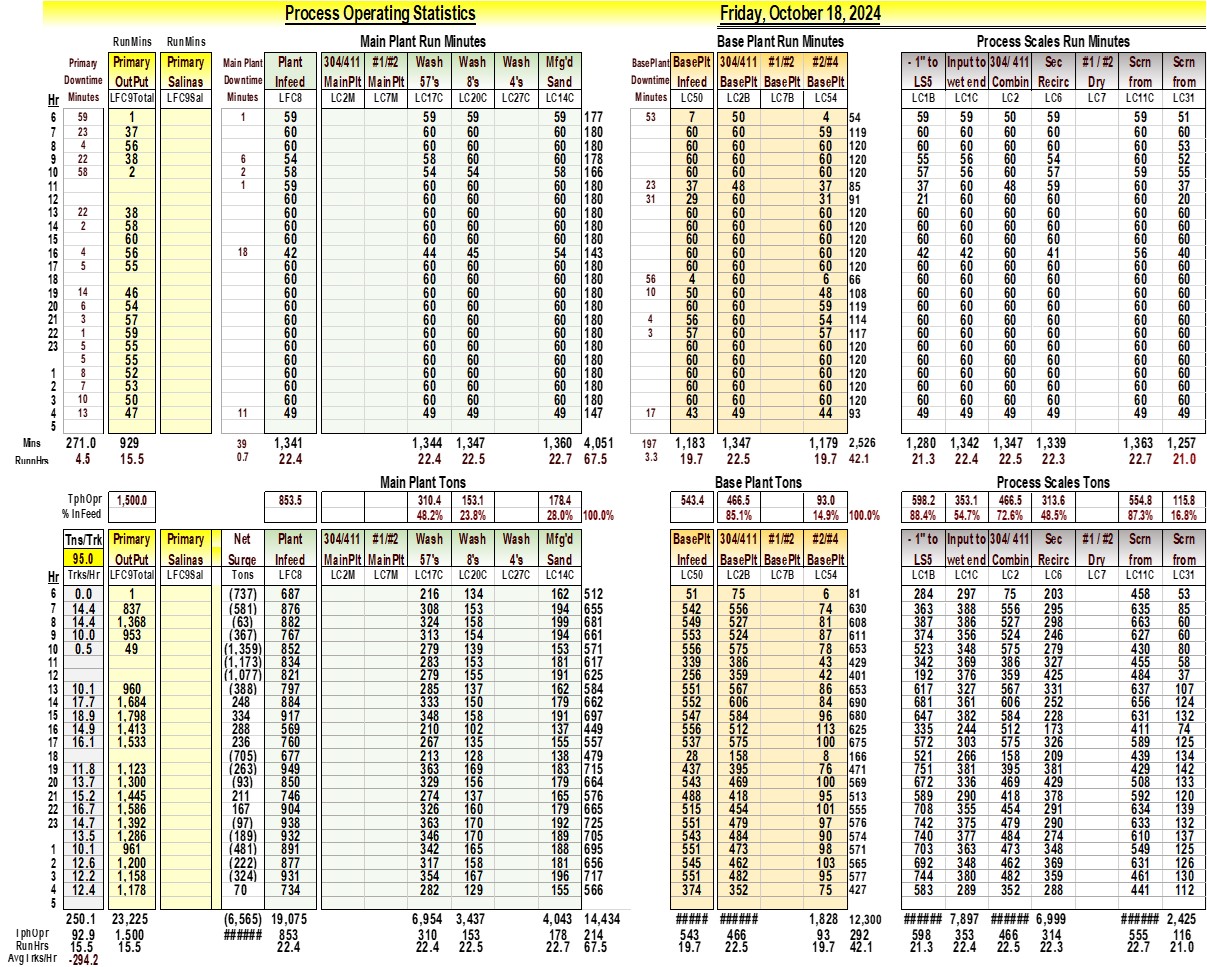 Process Operating Statistics Friday, October 18, 2024
RunMins RunMins Main Plant Run Minutes Base Plant Run Minutes Process Scales Run Minutes
Primary Primary Primary Main Plant Plant 304/411 #1/#2 Wash Wash Wash Mfg'd BasePlant BasePlt 304/411 #1/#2 #2/#4 - 1" to Input to 304/ 411 Sec #1 / #2 Scrn Scrn
Downtime OutPut Salinas Downtime Infeed MainPlt MainPlt 57's 8's 4's Sand Downtime Infeed BasePlt BasePlt BasePlt LS5 wet end Combin Recirc Dry from from
Hr Minutes LFC9Total LFC9Sal Minutes LFC8 LC2M LC7M LC17C LC20C LC27C LC14C Minutes LC50 LC2B LC7B LC54 LC1B LC1C LC2 LC6 LC7 LC11C LC31
6 59 1 1 59 59 59 59 177 53 7 50 4 54 59 59 50 59 59 51
7 23 37 60 60 60 60 180 60 60 59 119 60 60 60 60 60 60
8 4 56 60 60 60 60 180 60 60 60 120 60 60 60 60 60 53
9 22 38 6 54 58 60 60 178 60 60 60 120 55 56 60 54 60 52
10 58 2 2 58 54 54 58 166 60 60 60 120 57 56 60 57 59 55
11 1 59 60 60 60 180 23 37 48 37 85 37 60 48 59 60 37
12 60 60 60 60 180 31 29 60 31 91 21 60 60 60 60 20
13 22 38 60 60 60 60 180 60 60 60 120 60 60 60 60 60 60
14 2 58 60 60 60 60 180 60 60 60 120 60 60 60 60 60 60
15 60 60 60 60 60 180 60 60 60 120 60 60 60 60 60 60
16 4 56 18 42 44 45 54 143 60 60 60 120 42 42 60 41 56 40
17 5 55 60 60 60 60 180 60 60 60 120 60 60 60 60 60 60
18 60 60 60 60 180 56 4 60 6 66 60 60 60 60 60 60
19 14 46 60 60 60 60 180 10 50 60 48 108 60 60 60 60 60 60
20 6 54 60 60 60 60 180 60 60 59 119 60 60 60 60 60 60
21 3 57 60 60 60 60 180 4 56 60 54 114 60 60 60 60 60 60
22 1 59 60 60 60 60 180 3 57 60 57 117 60 60 60 60 60 60
23 5 55 60 60 60 60 180 60 60 60 120 60 60 60 60 60 60
5 55 60 60 60 60 180 60 60 60 120 60 60 60 60 60 60
1 8 52 60 60 60 60 180 60 60 60 120 60 60 60 60 60 60
2 7 53 60 60 60 60 180 60 60 60 120 60 60 60 60 60 60
3 10 50 60 60 60 60 180 60 60 60 120 60 60 60 60 60 60
4 13 47 11 49 49 49 49 147 17 43 49 44 93 49 49 49 49 49 49
5
Mins 271.0 929 39 1,341 1,344 1,347 1,360 4,051 197 1,183 1,347 1,179 2,526 1,280 1,342 1,347 1,339 1,363 1,257
RunnHrs 4.5 15.5 0.7 22.4 22.4 22.5 22.7 67.5 3.3 19.7 22.5 19.7 42.1 21.3 22.4 22.5 22.3 22.7 21.0
Main Plant Tons Base Plant Tons Process Scales Tons
TphOpr 1,500.0 853.5 310.4 153.1 178.4 543.4 466.5 93.0 598.2 353.1 466.5 313.6 554.8 115.8
% InFeed 48.2% 23.8% 28.0% 100.0% 85.1% 14.9% 100.0% 88.4% 54.7% 72.6% 48.5% 87.3% 16.8%
Tns/Trk Primary Primary Net Plant 304/411 #1/#2 Wash Wash Wash Mfg'd BasePlt 304/411 #1/#2 #2/#4 - 1" to Input to 304/ 411 Sec #1 / #2 Scrn Scrn
95.0 OutPut Salinas Surge Infeed MainPlt MainPlt 57's 8's 4's Sand Infeed BasePlt BasePlt BasePlt LS5 wet end Combin Recirc Dry from from
Hr Trks/Hr LFC9Total LFC9Sal Tons LFC8 LC2M LC7M LC17C LC20C LC27C LC14C LC50 LC2B LC7B LC54 LC1B LC1C LC2 LC6 LC7 LC11C LC31
6 0.0 1 (737) 687 216 134 162 512 51 75 6 81 284 297 75 203 458 53
7 14.4 837 (581) 876 308 153 194 655 542 556 74 630 363 388 556 295 635 85
8 14.4 1,368 (63) 882 324 158 199 681 549 527 81 608 387 386 527 298 663 60
9 10.0 953 (367) 767 313 154 194 661 553 524 87 611 374 356 524 246 627 60
10 0.5 49 (1,359) 852 279 139 153 571 556 575 78 653 523 348 575 279 430 80
11 (1,173) 834 283 153 181 617 339 386 43 429 342 369 386 327 455 58
12 (1,077) 821 279 155 191 625 256 359 42 401 192 376 359 425 484 37
13 10.1 960 (388) 797 285 137 162 584 551 567 86 653 617 327 567 331 637 107
14 17.7 1,684 248 884 333 150 179 662 552 606 84 690 681 361 606 252 656 124
15 18.9 1,798 334 917 348 158 191 697 547 584 96 680 647 382 584 228 631 132
16 14.9 1,413 288 569 210 102 137 449 556 512 113 625 335 244 512 173 411 74
17 16.1 1,533 236 760 267 135 155 557 537 575 100 675 572 303 575 326 589 125
18 (705) 677 213 128 138 479 28 158 8 166 521 266 158 209 439 134
19 11.8 1,123 (263) 949 363 169 183 715 437 395 76 471 751 381 395 381 429 142
20 13.7 1,300 (93) 850 329 156 179 664 543 469 100 569 672 336 469 429 508 133
21 15.2 1,445 211 746 274 137 165 576 488 418 95 513 589 290 418 378 592 120
22 16.7 1,586 167 904 326 160 179 665 515 454 101 555 708 355 454 291 634 139
23 14.7 1,392 (97) 938 363 170 192 725 551 479 97 576 742 375 479 290 633 132
13.5 1,286 (189) 932 346 170 189 705 543 484 90 574 740 377 484 274 610 137
1 10.1 961 (481) 891 342 165 188 695 551 473 98 571 703 363 473 348 549 125
2 12.6 1,200 (222) 877 317 158 181 656 545 462 103 565 692 348 462 369 631 126
3 12.2 1,158 (324) 931 354 167 196 717 551 482 95 577 744 380 482 359 461 130
4 12.4 1,178 70 734 282 129 155 566 374 352 75 427 583 289 352 288 441 112
5
250.1 23,225 (6,565) 19,075 6,954 3,437 4,043 14,434 ##### ###### 1,828 12,300 ###### 7,897 ###### 6,999 ###### 2,425
TphOpr 92.9 1,500 ###### 853 310 153 178 214 543 466 93 292 598 353 466 314 555 116
RunHrs 15.5 15.5 22.4 22.4 22.5 22.7 67.5 19.7 22.5 19.7 42.1 21.3 22.4 22.5 22.3 22.7 21.0
AvgTrks/Hr -294.2